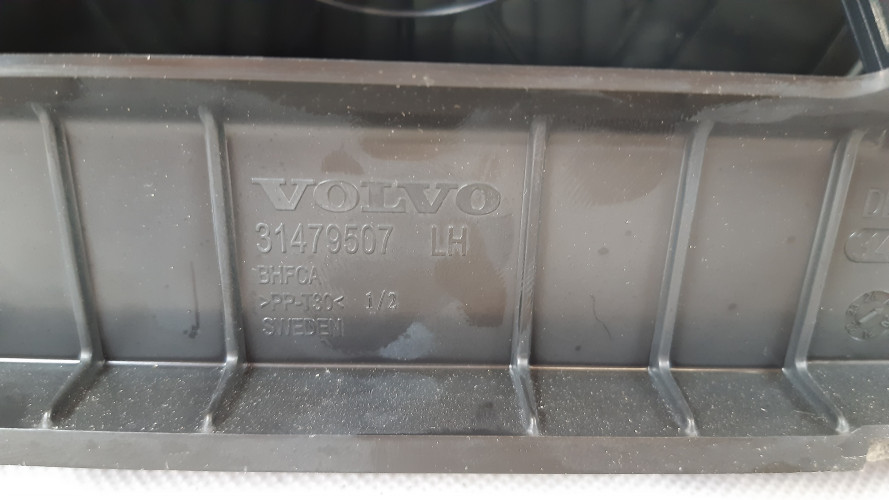 VOLVO
31479507 LH
BHFCA
>PP-T30< 1/2
SWEDEN